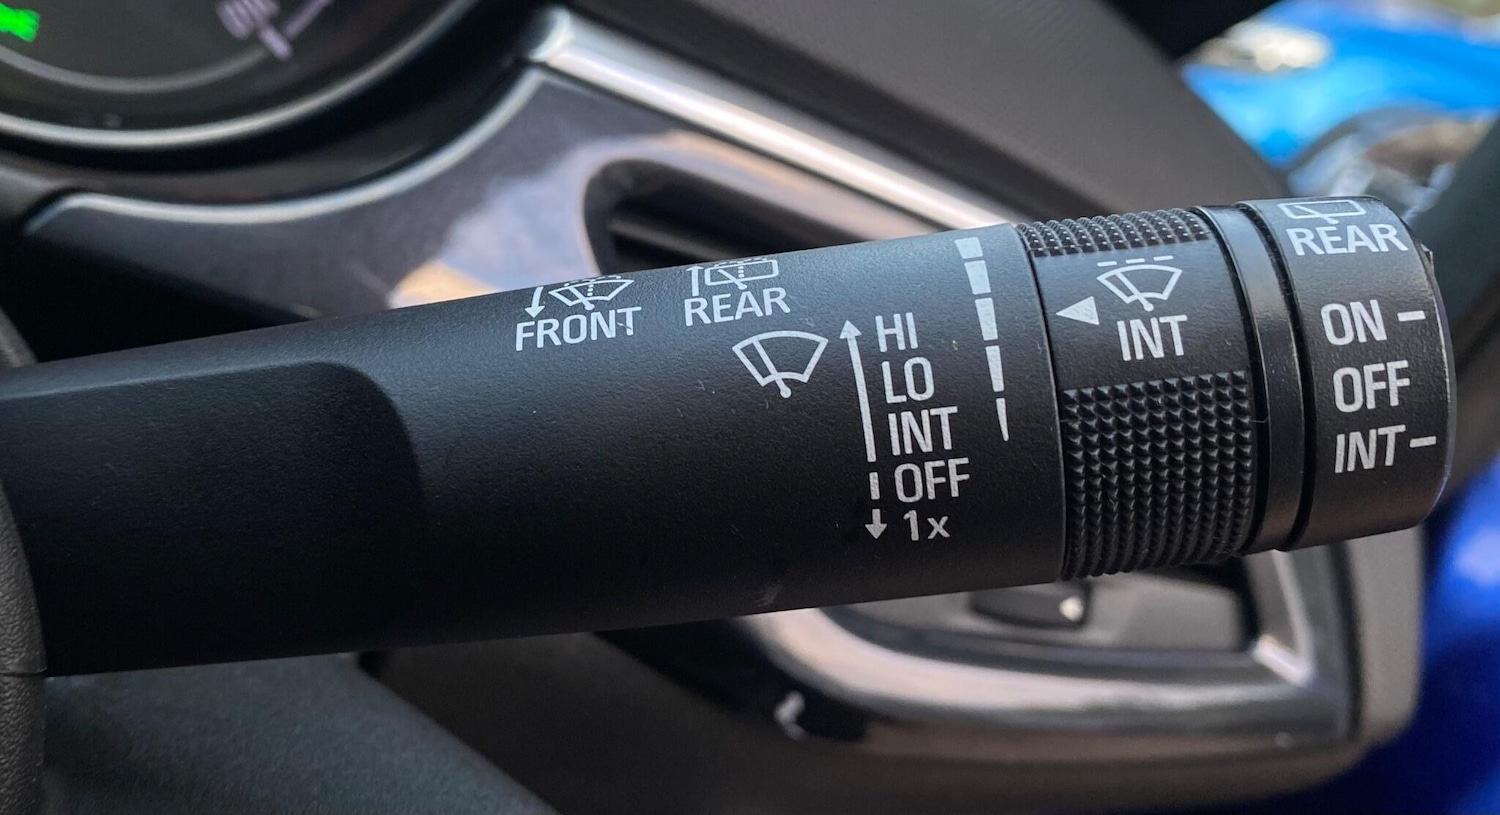 FRONT
REAR
HI
LO
INT
OFF
1x
INT
REAR
ON
OFF
INT